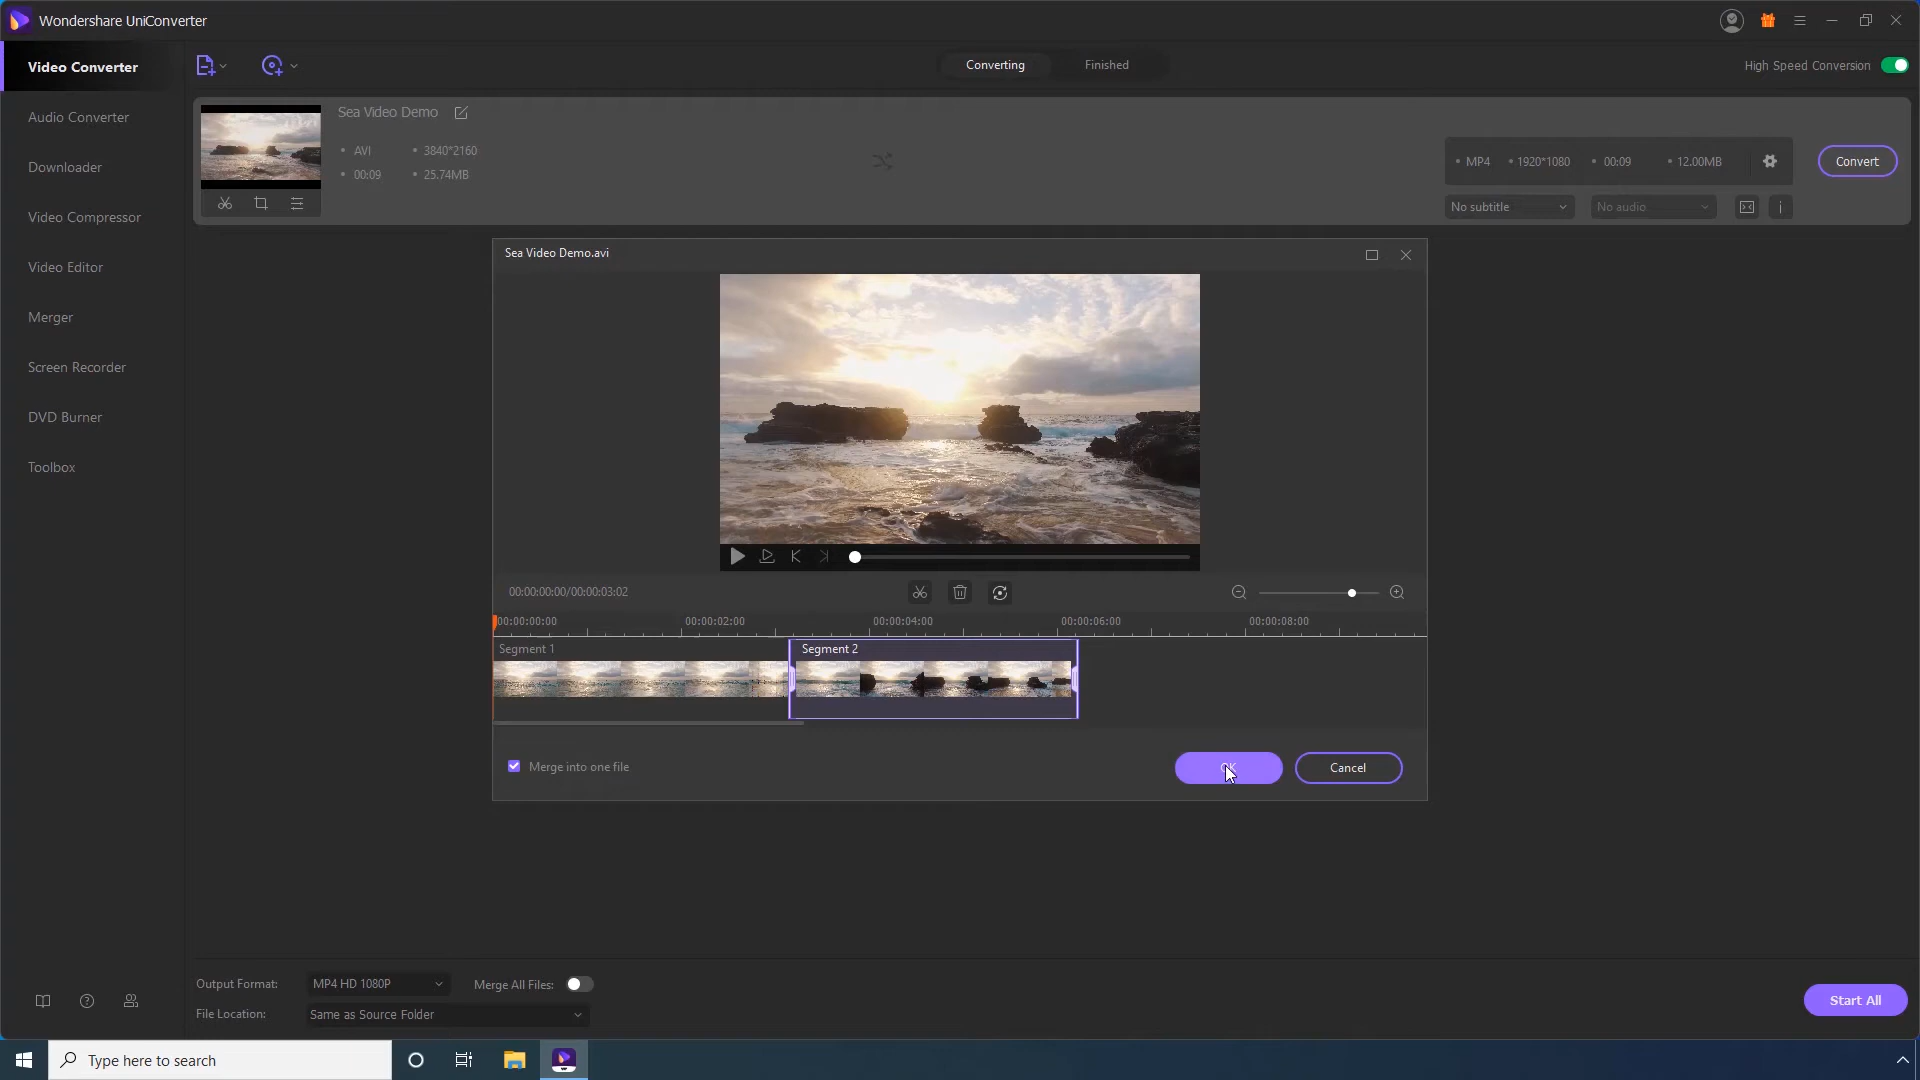 Wondershare UniConverter
Video Converter
Audio Converter
Downloader
Video Compressor
Video Editor
Merger
Screen Recorder
DVD Burner
Toolbox
Converting
Finished
High Speed Conversion
Sea Video Demo
• AVI • 3840*2160
• 00:09 • 25.74MB
• MP4 • 1920*1080 • 00:09 • 12.00MB
Convert
No subtitle
No audio
Sea Video Demo.avi
00:00:00:00/00:00:03:02
00:00:00:00 00:00:02:00 00:00:04:00 00:00:06:00 00:00:08:00
Segment 1
Segment 2
Merge into one file
OK
Cancel
Output Format: MP4 HD 1080P
Merge All Files:
File Location: Same as Source Folder
Start All
Type here to search